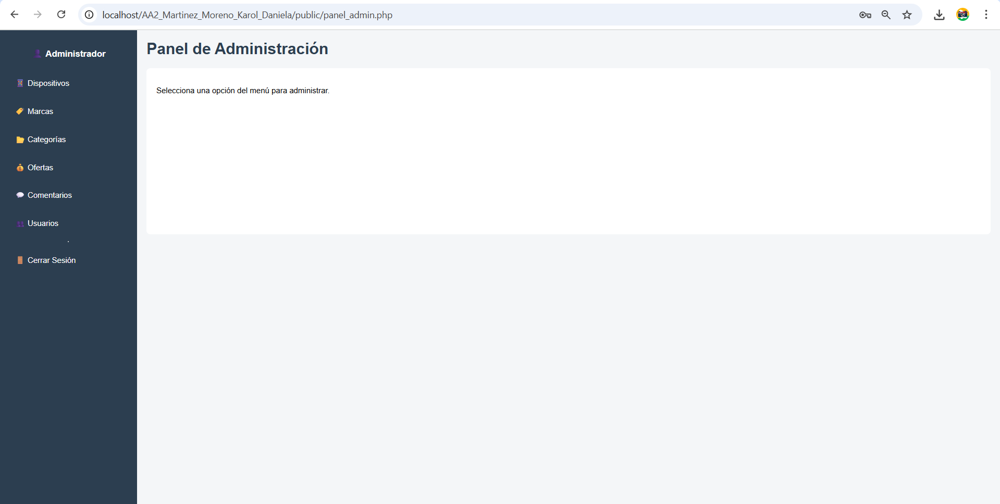 localhost/AA2_Martinez_Moreno_Karol_Daniela/public/panel_admin.php
Administrador
Dispositivos
Marcas
Categorías
Ofertas
Comentarios
Usuarios
Cerrar Sesión
Panel de Administración
Selecciona una opción del menú para administrar.